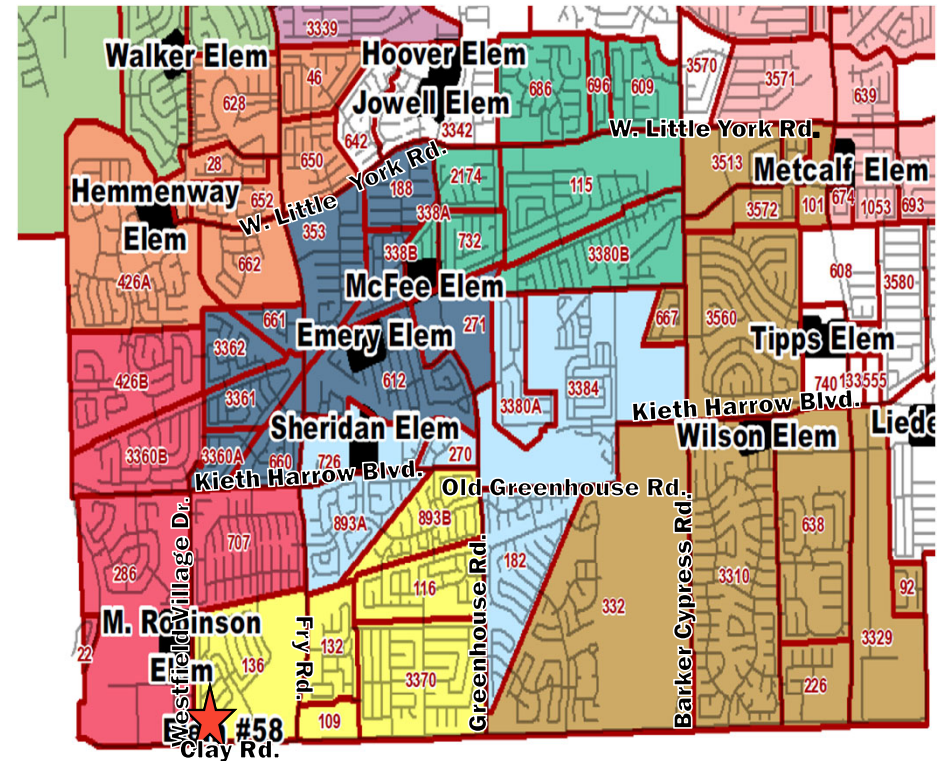 3339
Walker Elem
Hoover Elem
46
686
696
609
3570
3571
639
628
Jowell Elem
642
3342
W. Little York Rd.
28
650
3513
Metcalf Elem
Hemmenway
Elem
652
W. Little York Rd.
188
2174
115
338A
3572
101
674
1053
693
353
662
338B
732
3380B
426A
McFee Elem
608
3580
661
271
667
3560
Emery Elem
Tipps Elem
3362
426B
612
3384
740
133
555
3361
3380A
Kieth Harrow Blvd.
Sheridan Elem
Wilson Elem
3360B
3360A
660
726
270
Kieth Harrow Blvd.
Old Greenhouse Rd.
893A
893B
638
707
286
182
3310
116
332
92
Westfield Village Dr.
Greenhouse Rd.
Barker Cypress Rd.
M. Robinson
Elem
22
Fry Rd.
132
136
3370
3329
226
109
#58
Clay Rd.